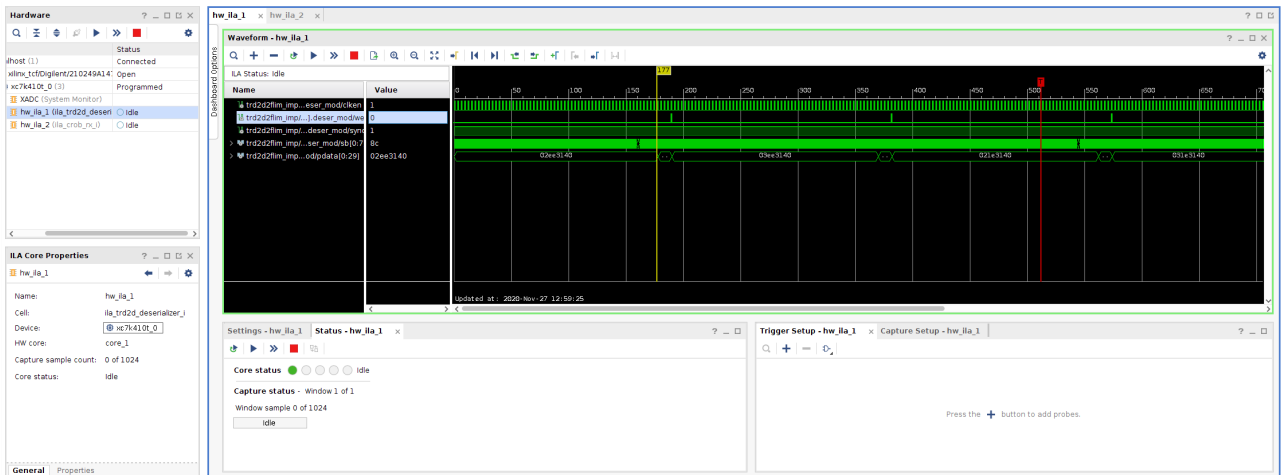 Hardware
Status
lhost (1)
Connected
xilinx_tcf/Digilent/210249A14
Open
xc7k410t_0 (3)
Programmed
XADC (System Monitor)
hw_ila_1 (ila_trd2d_deseri
Idle
hw_ila_2 (ila_crob_rx_i)
Idle
ILA Core Properties
hw_ila_1
Name: hw_ila_1
Cell: ila_trd2d_deserializer_i
Device: xc7k410t_0
HW core: core_1
Capture sample count: 0 of 1024
Core status: Idle
General Properties
hw_ila_1 hw_ila_2
Dashboard Options
Waveform - hw_ila_1
ILA Status: Idle
Name Value
trd2d2flim_imp...eser_mod/clken 1
trd2d2flim_imp/...].deser_mod/we 0
trd2d2flim_imp/...deser_mod/sync 1
trd2d2flim_imp/...ser_mod/sb[0:7 8c
trd2d2flim_imp...od/pdata[0:29] 02ee3140
177
T
0 50 100 150 200 250 300 350 400 450 500 550 600 650 70
02ee3140 03ee3140 021e3140 031e3140
Updated at: 2020-Nov-27 12:59:25
Settings - hw_ila_1 Status - hw_ila_1
Core status Idle
Capture status - Window 1 of 1
Window sample 0 of 1024
Idle
Trigger Setup - hw_ila_1 Capture Setup - hw_ila_1
Press the + button to add probes.